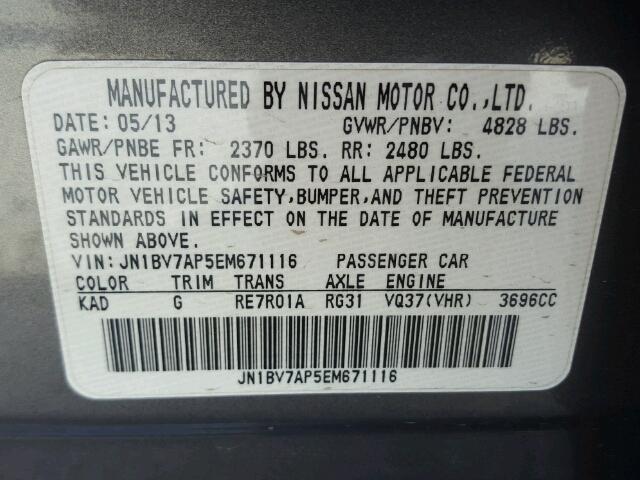 MANUFACTURED BY NISSAN MOTOR CO.,LTD.
DATE: 05/13 GVWR/PNBV: 4828 LBS.
GAWR/PNBE FR: 2370 LBS. RR: 2480 LBS.
THIS VEHICLE CONFORMS TO ALL APPLICABLE FEDERAL
MOTOR VEHICLE SAFETY,BUMPER,AND THEFT PREVENTION
STANDARDS IN EFFECT ON THE DATE OF MANUFACTURE
SHOWN ABOVE.
VIN:JN1BV7AP5EM671116 PASSENGER CAR
COLOR TRIM TRANS AXLE ENGINE
KAD G RE7R01A RG31 VQ37(VHR) 3696CC
JN1BV7AP5EM671116